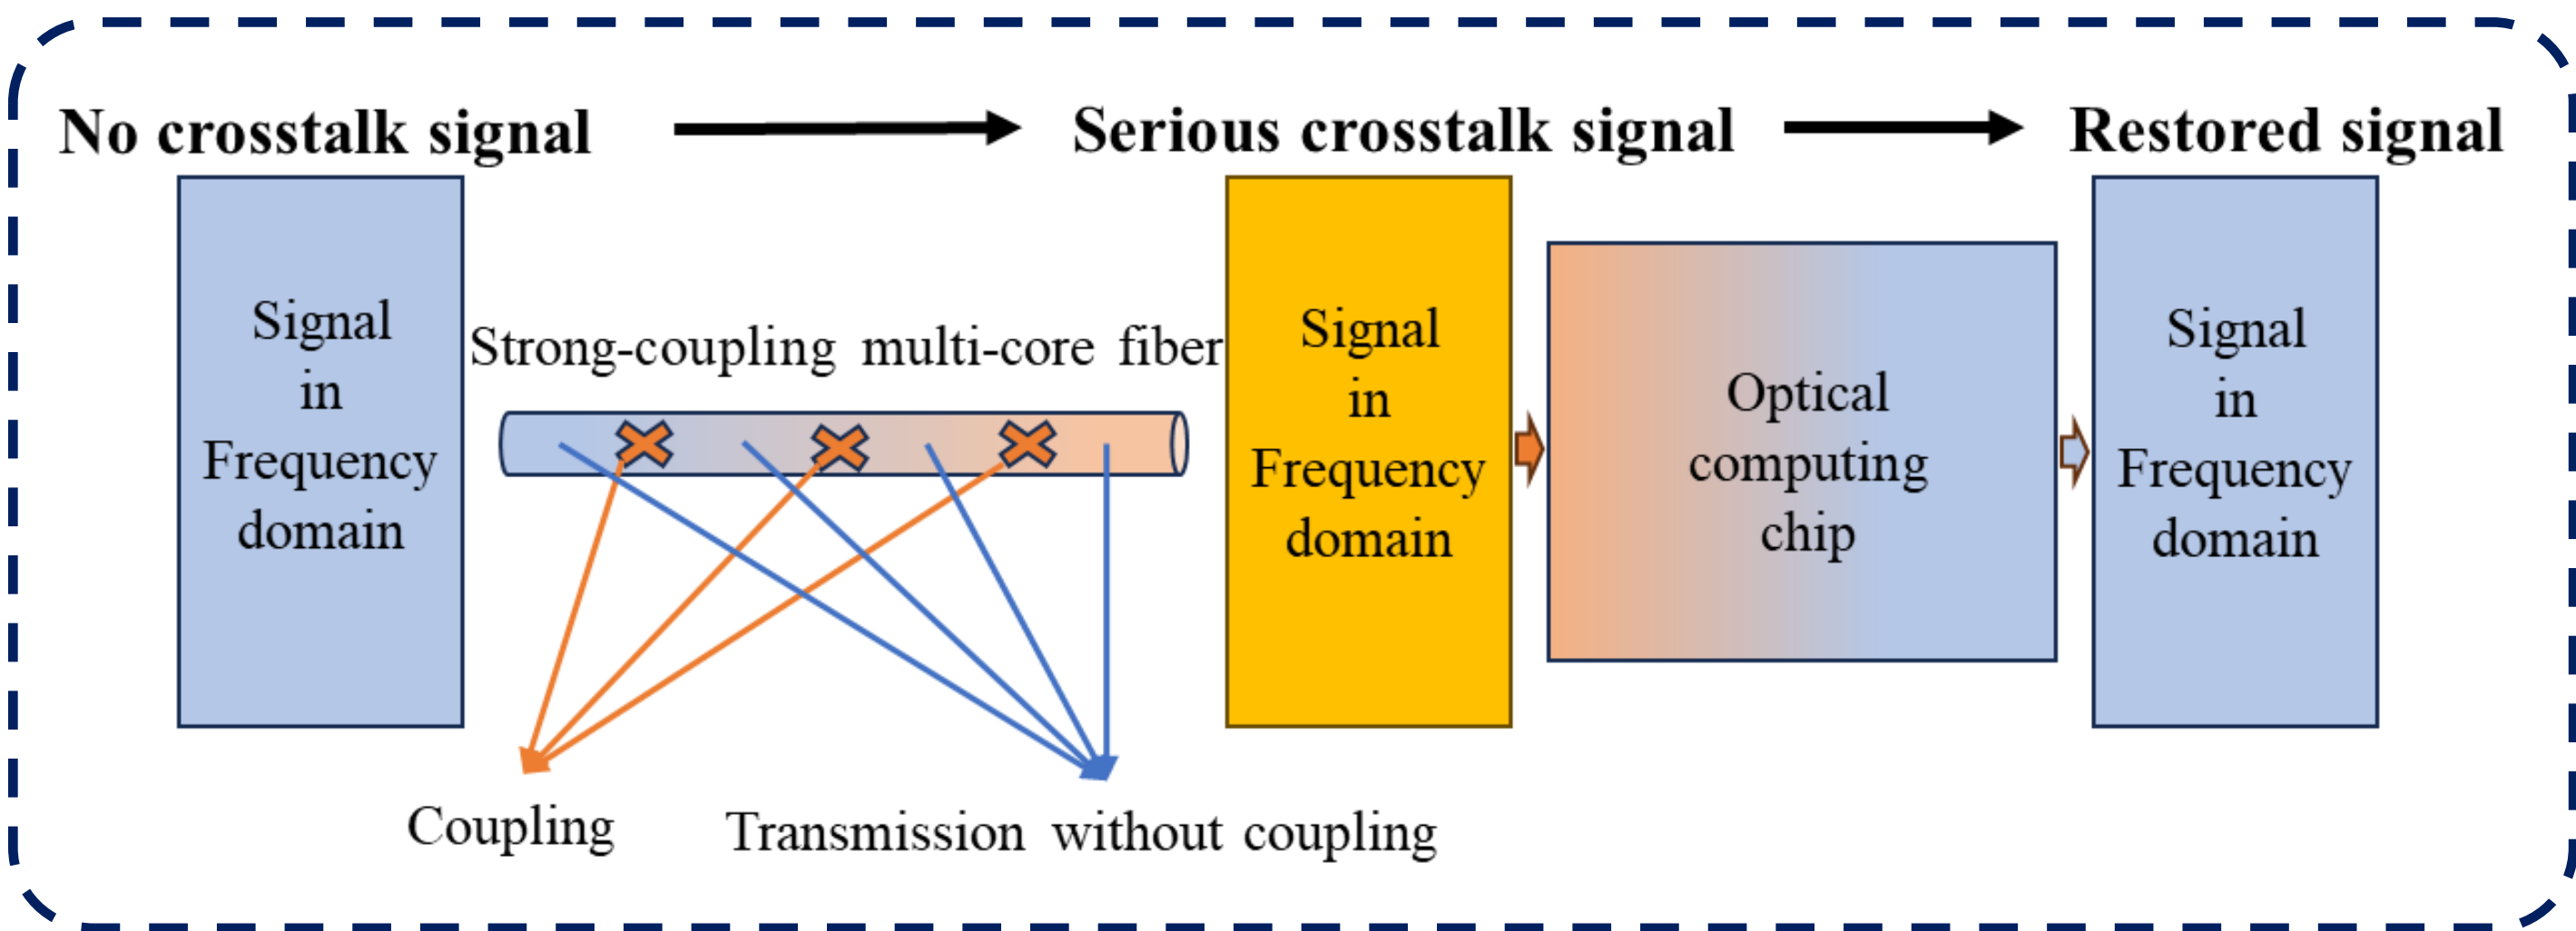 No crosstalk signal
Serious crosstalk signal
Restored signal
Signal
in
Frequency
domain
Strong-coupling multi-core fiber
Signal
in
Frequency
domain
Optical
computing
chip
Signal
in
Frequency
domain
Coupling
Transmission without coupling